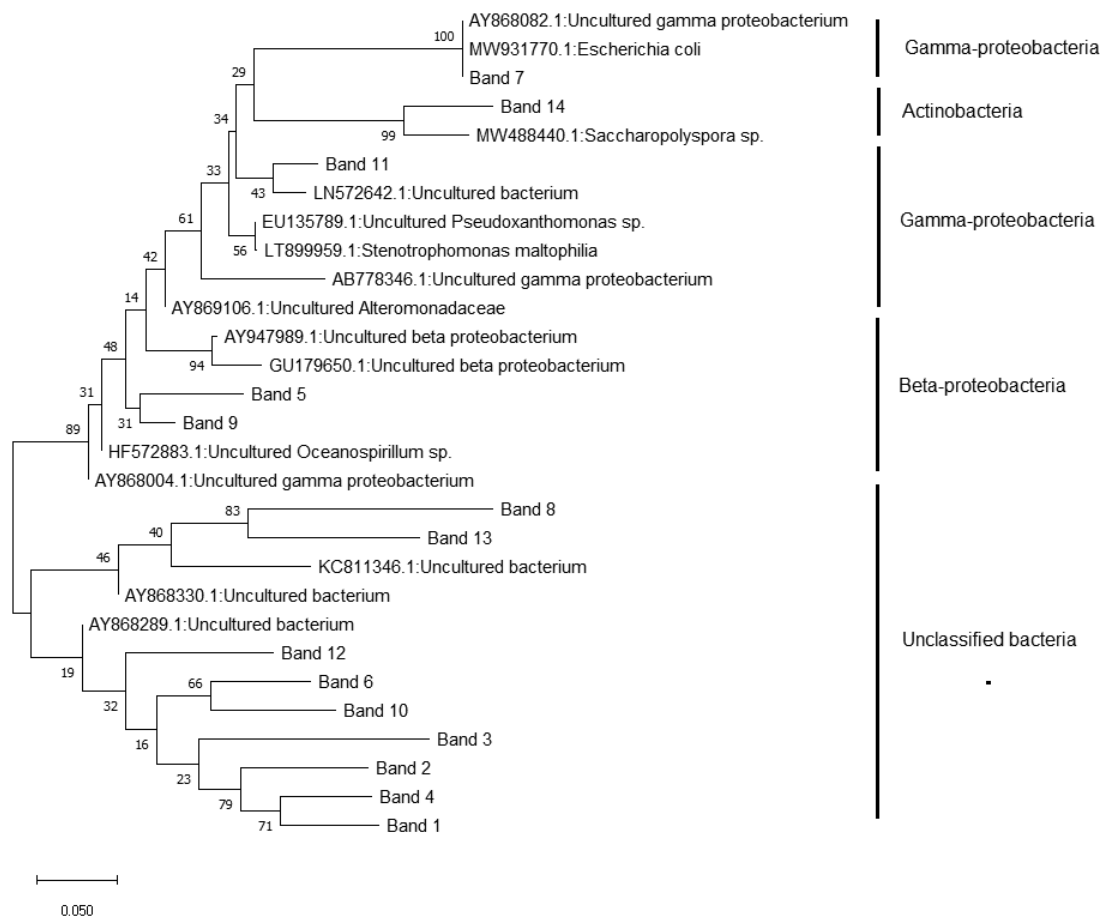 AY868082.1:Uncultured gamma proteobacterium
100
MW931770.1:Escherichia coli
Gamma-proteobacteria
Band 7
29
Band 14
Actinobacteria
34
99
MW488440.1:Saccharopolyspora sp.
Band 11
33
43
LN572642.1:Uncultured bacterium
61
EU135789.1:Uncultured Pseudoxanthomonas sp.
Gamma-proteobacteria
56
LT899959.1:Stenotrophomonas maltophilia
42
AB778346.1:Uncultured gamma proteobacterium
14
AY869106.1:Uncultured Alteromonadaceae
AY947989.1:Uncultured beta proteobacterium
48
94
GU179650.1:Uncultured beta proteobacterium
Beta-proteobacteria
31
Band 5
31
Band 9
89
HF572883.1:Uncultured Oceanospirillum sp.
AY868004.1:Uncultured gamma proteobacterium
83
Band 8
40
Band 13
46
KC811346.1:Uncultured bacterium
AY868330.1:Uncultured bacterium
AY868289.1:Uncultured bacterium
Unclassified bacteria
19
Band 12
66
Band 6
32
Band 10
16
Band 3
23
Band 2
79
Band 4
71
Band 1
0.050